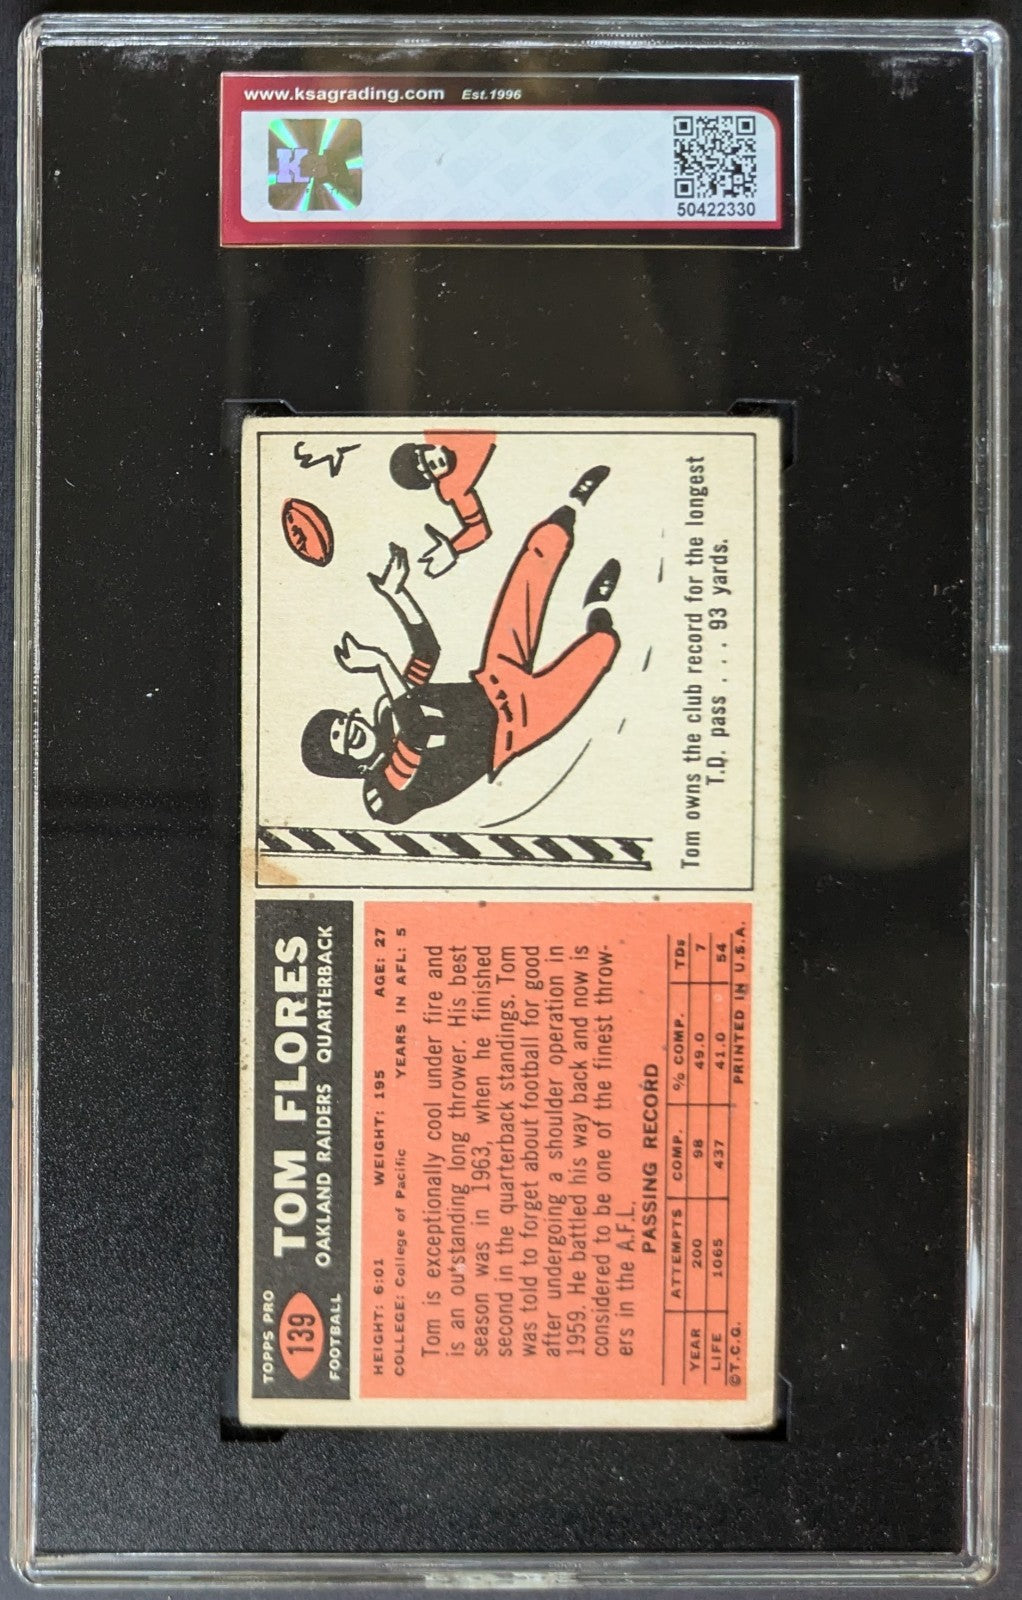 www.ksagrading.com Est.1996
50422330
TOPPS PRO
139
FOOTBALL
TOM FLORES
OAKLAND RAIDERS QUARTERBACK
HEIGHT: 6:01 WEIGHT: 195 AGE: 27
COLLEGE: College of Pacific YEARS IN AFL: 5
Tom is exceptionally cool under fire and
is an outstanding long thrower. His best
season was in 1963, when he finished
second in the quarterback standings. Tom
was told to forget about football for good
after undergoing a shoulder operation in
1959. He battled his way back and now is
considered to be one of the finest throw-
ers in the A.F.L.
PASSING RECORD
ATTEMPTS COMP. % COMP. TDs
YEAR 200 98 49.0 7
LIFE 1065 437 41.0 54
©T.C.G. PRINTED IN U.S.A.
Tom owns the club record for the longest
T.D. pass . . . 93 yards.